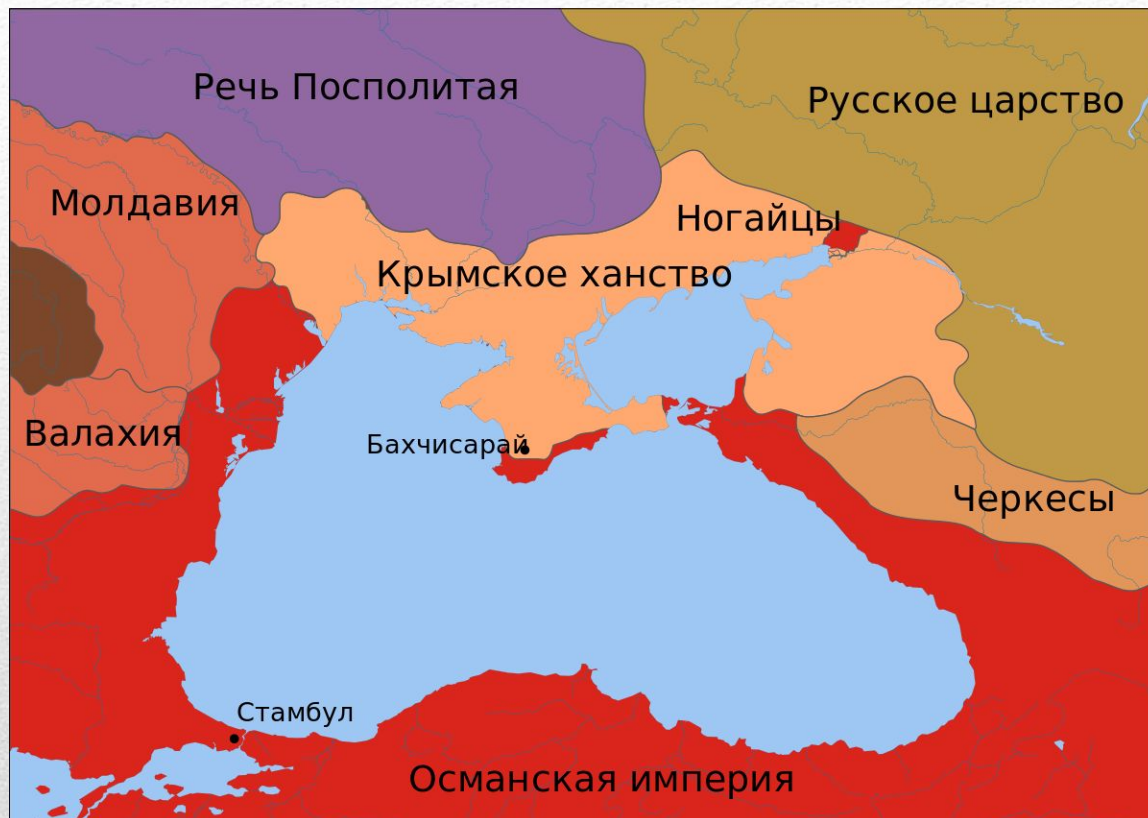 Речь Посполитая
Русское царство
Молдавия
Ногайцы
Крымское ханство
Валахия
Бахчисарай
Черкесы
Стамбул
Османская империя